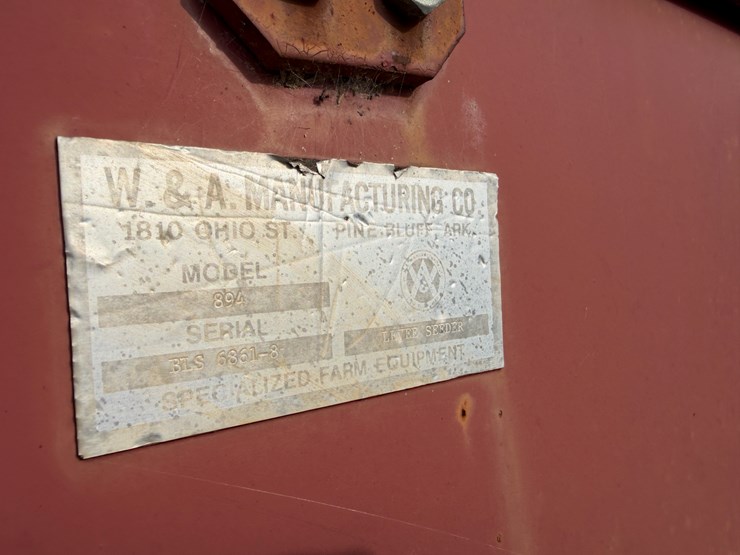 W. & A. MANUFACTURING CO.
1810 OHIO ST. PINE BLUFF, ARK.
MODEL
894
SERIAL
LEVEE SEEDER
BLS 6861-8
SPECIALIZED FARM EQUIPMENT